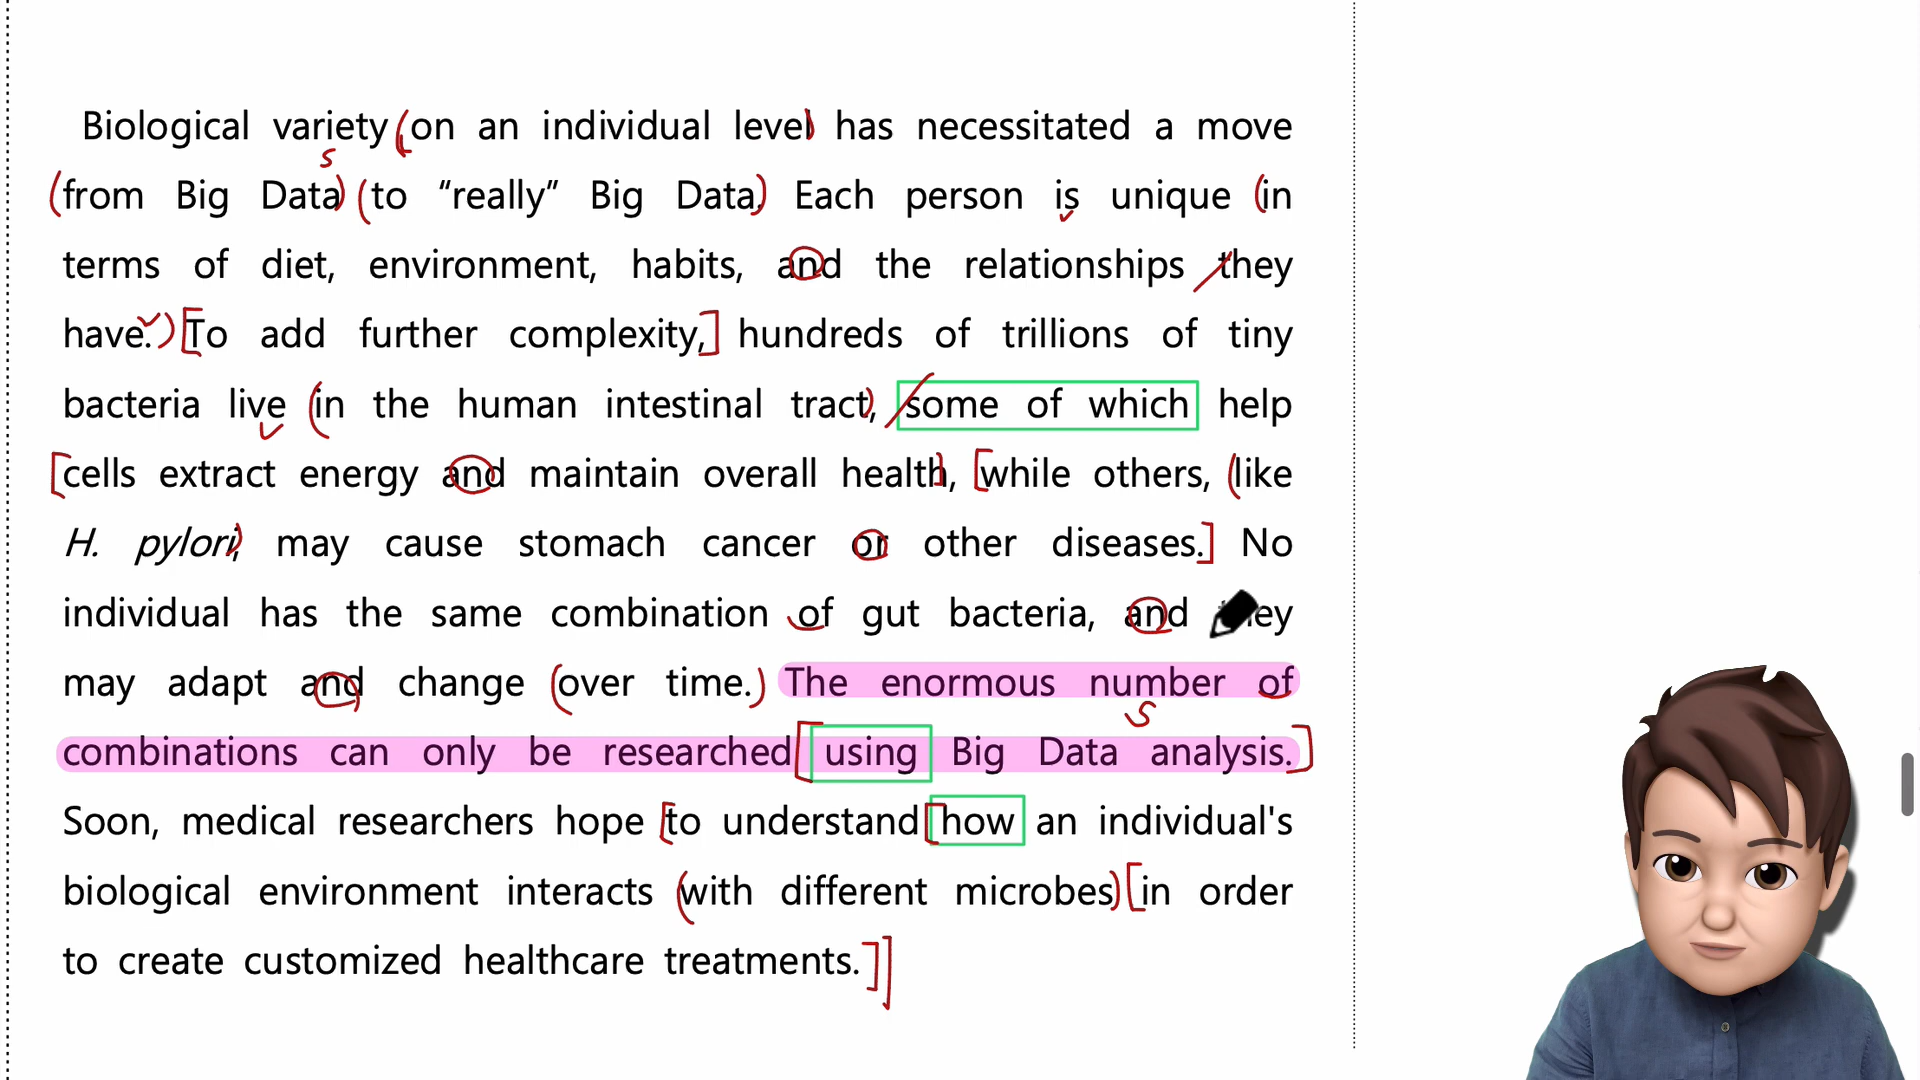 Biological variety on an individual level has necessitated a move
from Big Data to “really” Big Data. Each person is unique in
terms of diet, environment, habits, and the relationships they
have. To add further complexity, hundreds of trillions of tiny
bacteria live in the human intestinal tract, some of which help
cells extract energy and maintain overall health, while others, like
H. pylori, may cause stomach cancer or other diseases. No
individual has the same combination of gut bacteria, and they
may adapt and change over time. The enormous number of
combinations can only be researched using Big Data analysis.
Soon, medical researchers hope to understand how an individual's
biological environment interacts with different microbes in order
to create customized healthcare treatments.